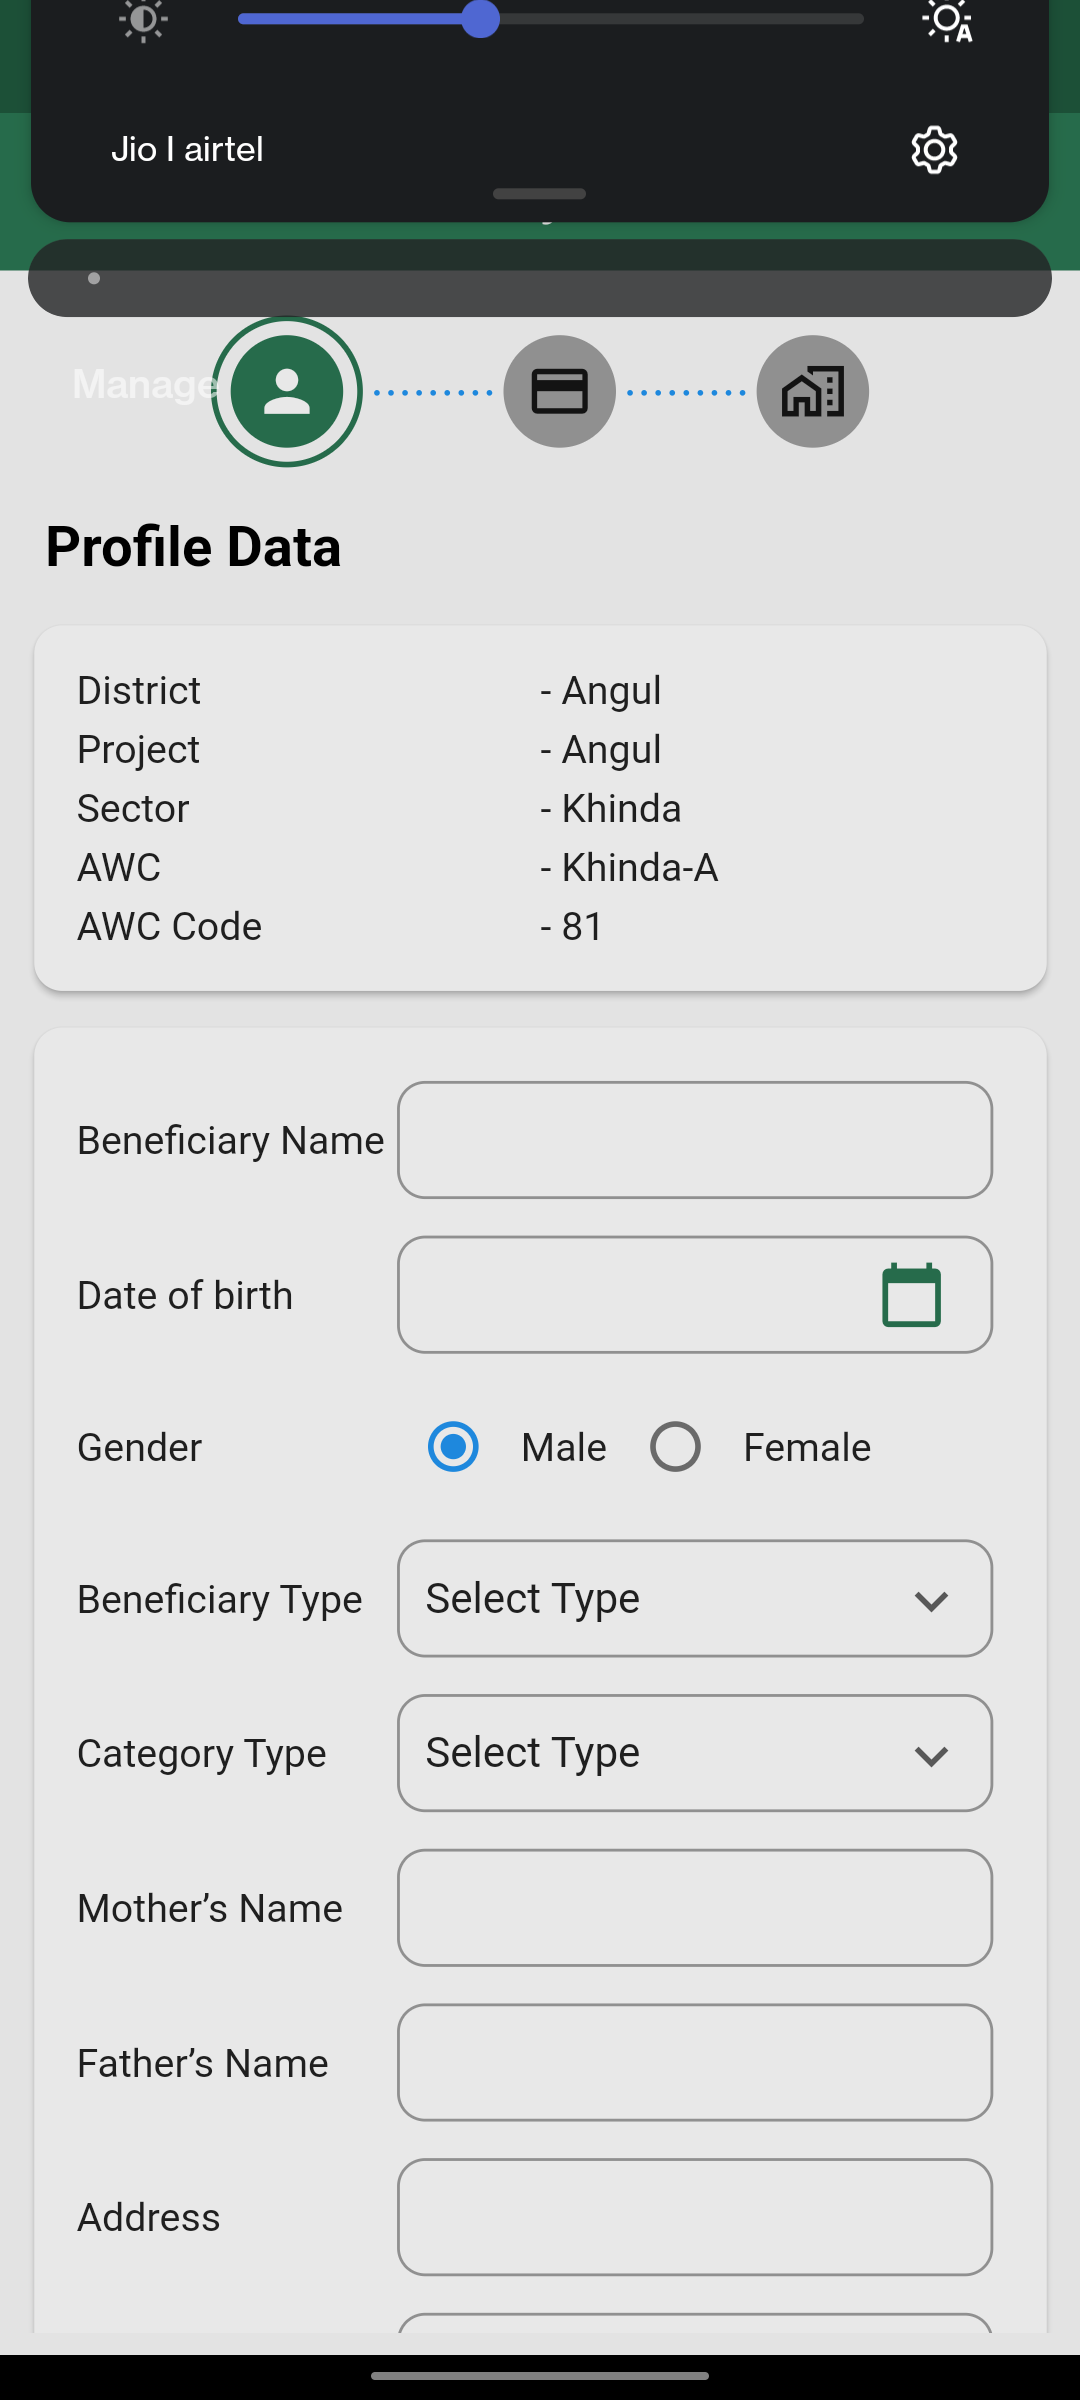 Jio I airtel
Manage
Profile Data
District - Angul
Project - Angul
Sector - Khinda
AWC - Khinda-A
AWC Code - 81
Beneficiary Name
Date of birth
Gender Male Female
Beneficiary Type Select Type
Category Type Select Type
Mother’s Name
Father’s Name
Address